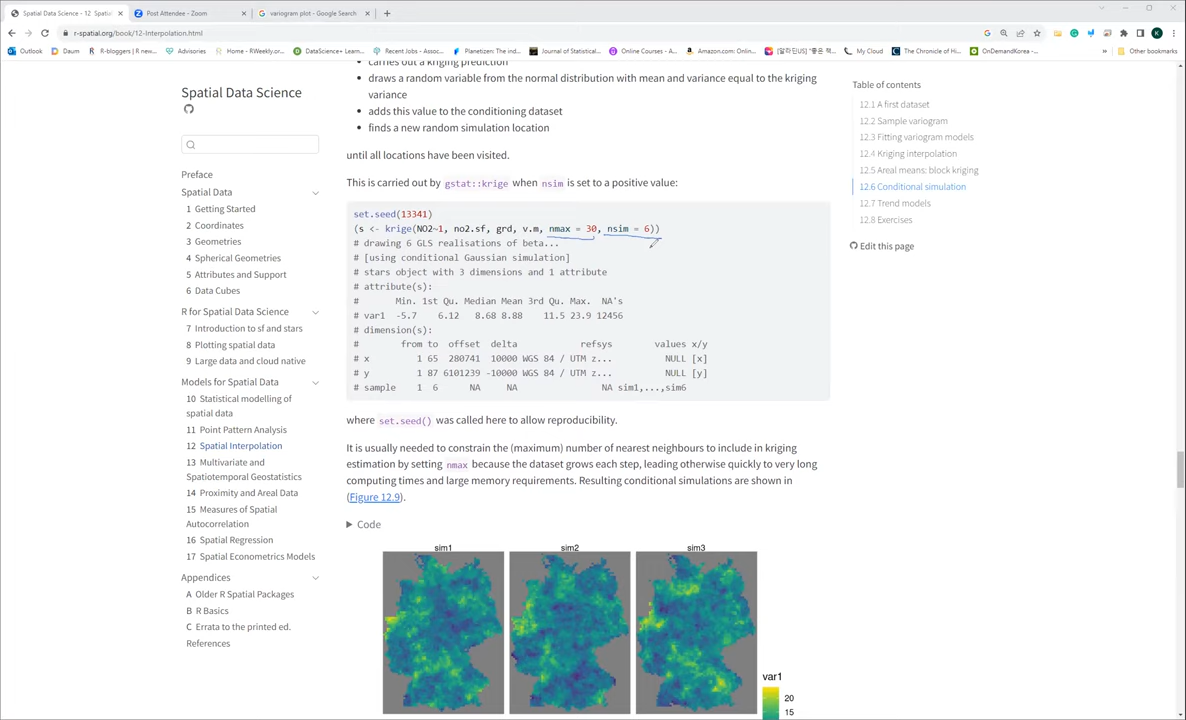 Spatial Data Science - 12 Spatial
Post Attendee - Zoom
variogram plot - Google Search
r-spatial.org/book/12-Interpolation.html
Outlook
Daum
R-bloggers | R new...
Advisories
Home - RWeekly.or...
DataScience+ Learn...
Recent Jobs - Assoc...
Planetizen: The ind...
Journal of Statistical...
Online Courses - A...
Amazon.com: Onlin...
[알라딘US] "좋은 책...
My Cloud
The Chronicle of Hi...
OnDemandKorea -...
Other bookmarks
Spatial Data Science
Preface
Spatial Data
1 Getting Started
2 Coordinates
3 Geometries
4 Spherical Geometries
5 Attributes and Support
6 Data Cubes
R for Spatial Data Science
7 Introduction to sf and stars
8 Plotting spatial data
9 Large data and cloud native
Models for Spatial Data
10 Statistical modelling of
spatial data
11 Point Pattern Analysis
12 Spatial Interpolation
13 Multivariate and
Spatiotemporal Geostatistics
14 Proximity and Areal Data
15 Measures of Spatial
Autocorrelation
16 Spatial Regression
17 Spatial Econometrics Models
Appendices
A Older R Spatial Packages
B R Basics
C Errata to the printed ed.
References
carries out a kriging prediction
draws a random variable from the normal distribution with mean and variance equal to the kriging
variance
adds this value to the conditioning dataset
finds a new random simulation location
until all locations have been visited.
This is carried out by gstat::krige when nsim is set to a positive value:
set.seed(13341)
(s <- krige(NO2~1, no2.sf, grd, v.m, nmax = 30, nsim = 6))
# drawing 6 GLS realisations of beta...
# [using conditional Gaussian simulation]
# stars object with 3 dimensions and 1 attribute
# attribute(s):
# Min. 1st Qu. Median Mean 3rd Qu. Max. NA's
# var1 -5.7 6.12 8.68 8.88 11.5 23.9 12456
# dimension(s):
# from to offset delta refsys values x/y
# x 1 65 280741 10000 WGS 84 / UTM z... NULL [x]
# y 1 87 6101239 -10000 WGS 84 / UTM z... NULL [y]
# sample 1 6 NA NA NA sim1,...,sim6
where set.seed() was called here to allow reproducibility.
It is usually needed to constrain the (maximum) number of nearest neighbours to include in kriging
estimation by setting nmax because the dataset grows each step, leading otherwise quickly to very long
computing times and large memory requirements. Resulting conditional simulations are shown in
(Figure 12.9).
Code
sim1
sim2
sim3
var1
20
15
Table of contents
12.1 A first dataset
12.2 Sample variogram
12.3 Fitting variogram models
12.4 Kriging interpolation
12.5 Areal means: block kriging
12.6 Conditional simulation
12.7 Trend models
12.8 Exercises
Edit this page